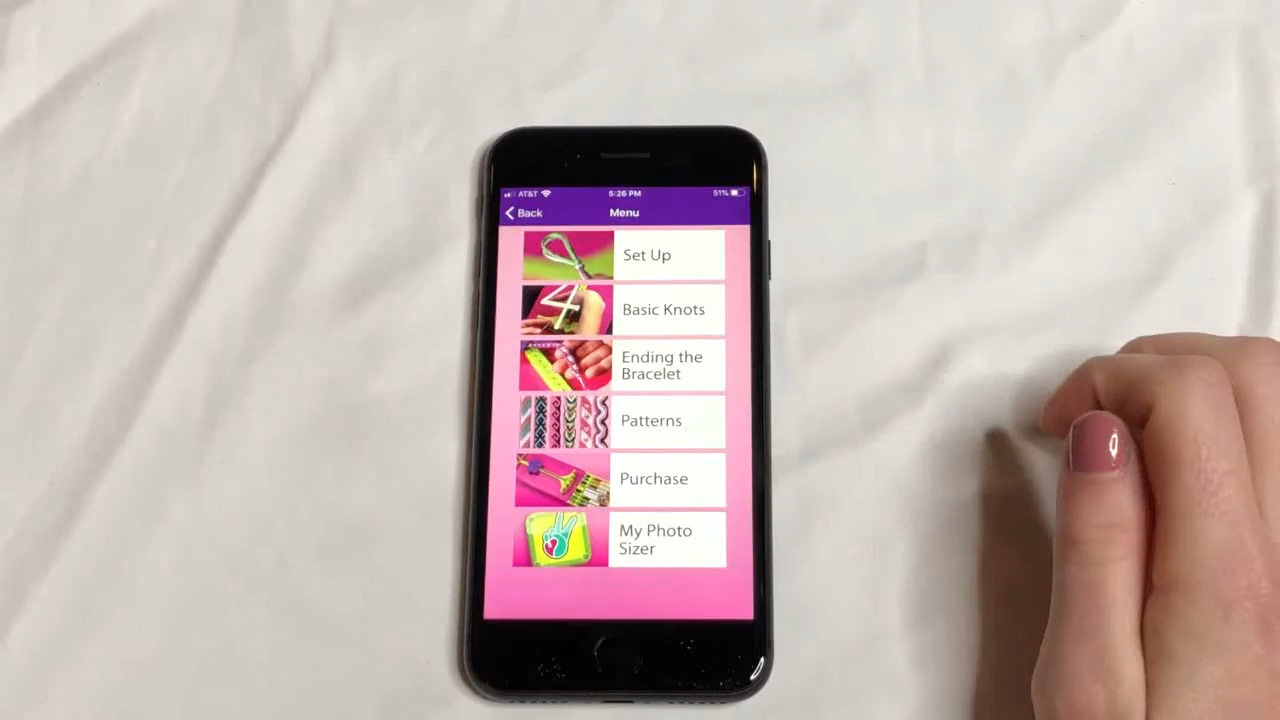 AT&T 5:26 PM 51%
Back Menu
Set Up
Basic Knots
Ending the
Bracelet
Patterns
Purchase
My Photo
Sizer